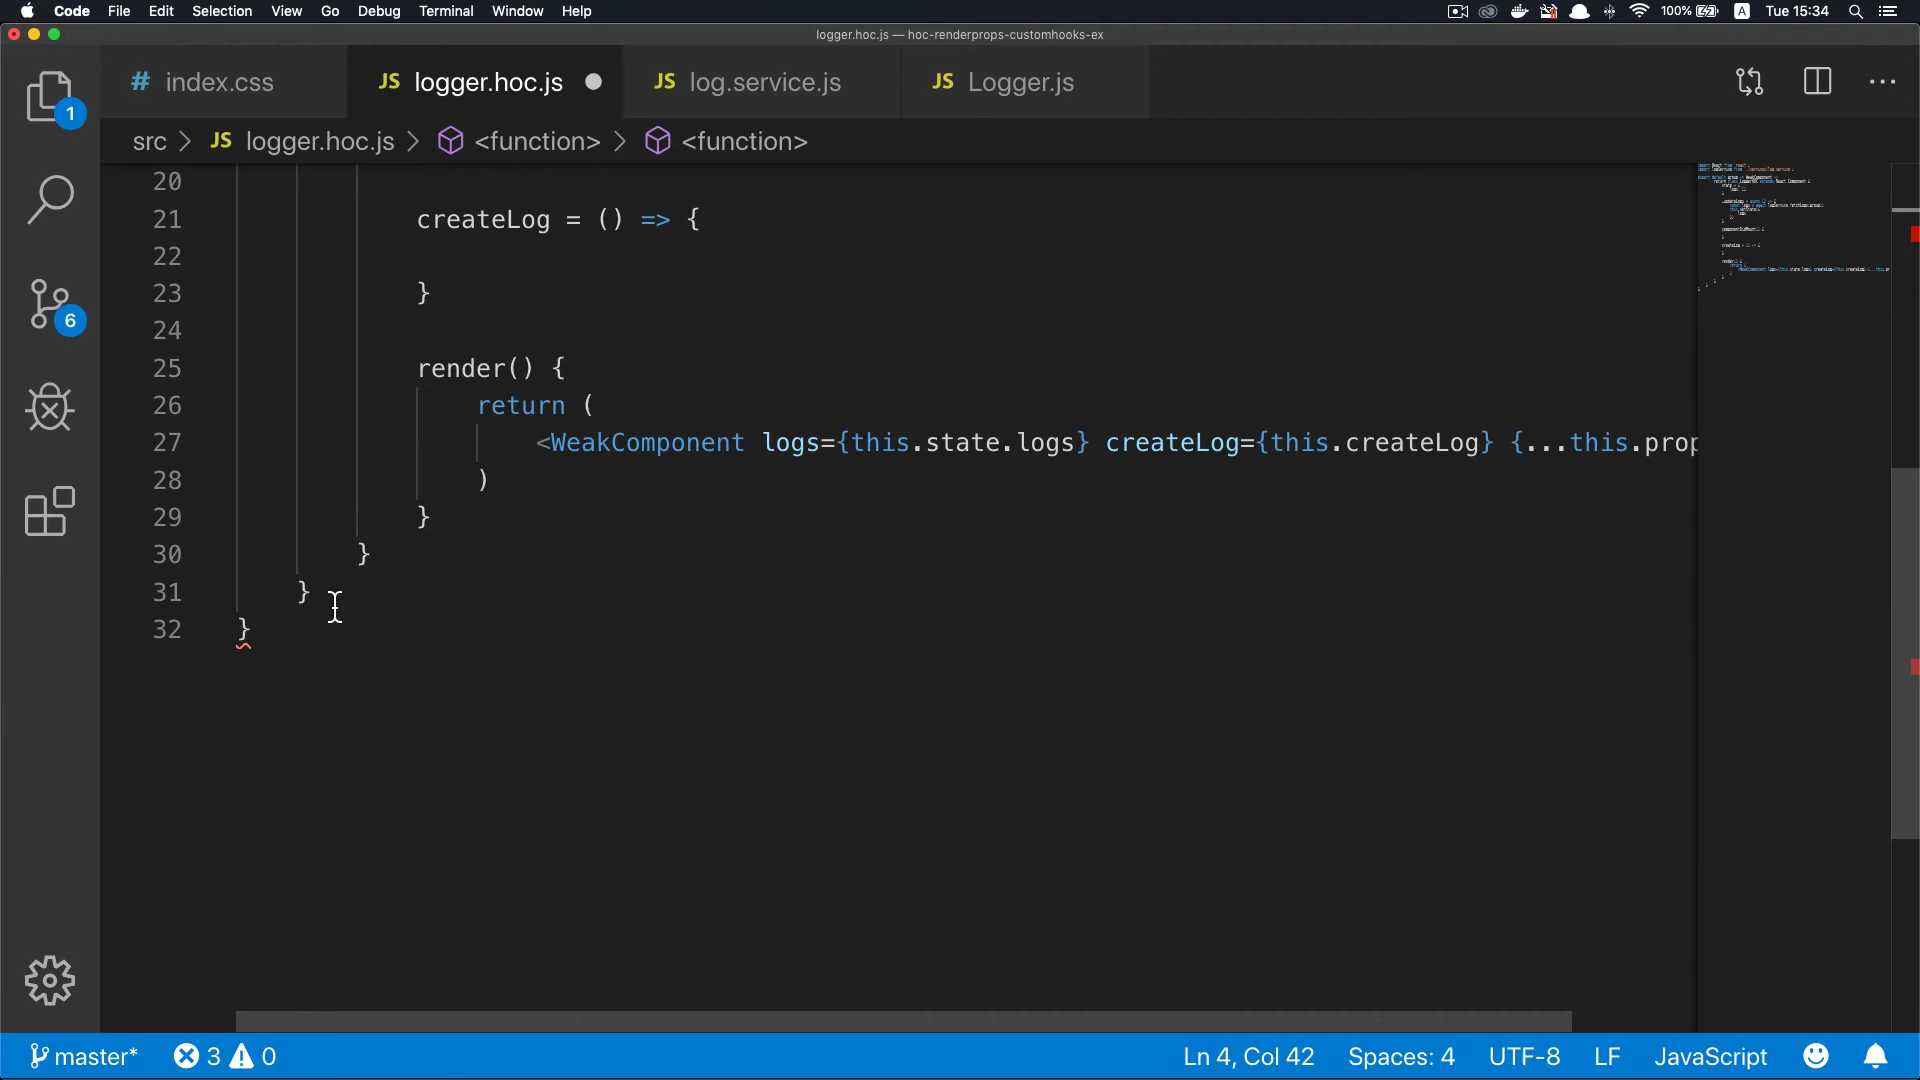 Code File Edit Selection View Go Debug Terminal Window Help 100% A Tue 15:34
logger.hoc.js — hoc-renderprops-customhooks-ex
# index.css JS logger.hoc.js JS log.service.js JS Logger.js
src > JS logger.hoc.js > <function> > <function>
1
6
20
21 createLog = () => {
22
23 }
24
25 render() {
26 return (
27 <WeakComponent logs={this.state.logs} createLog={this.createLog} {...this.prop
28 )
29 }
30 }
31 }
32 }
master* 3 0 Ln 4, Col 42 Spaces: 4 UTF-8 LF JavaScript